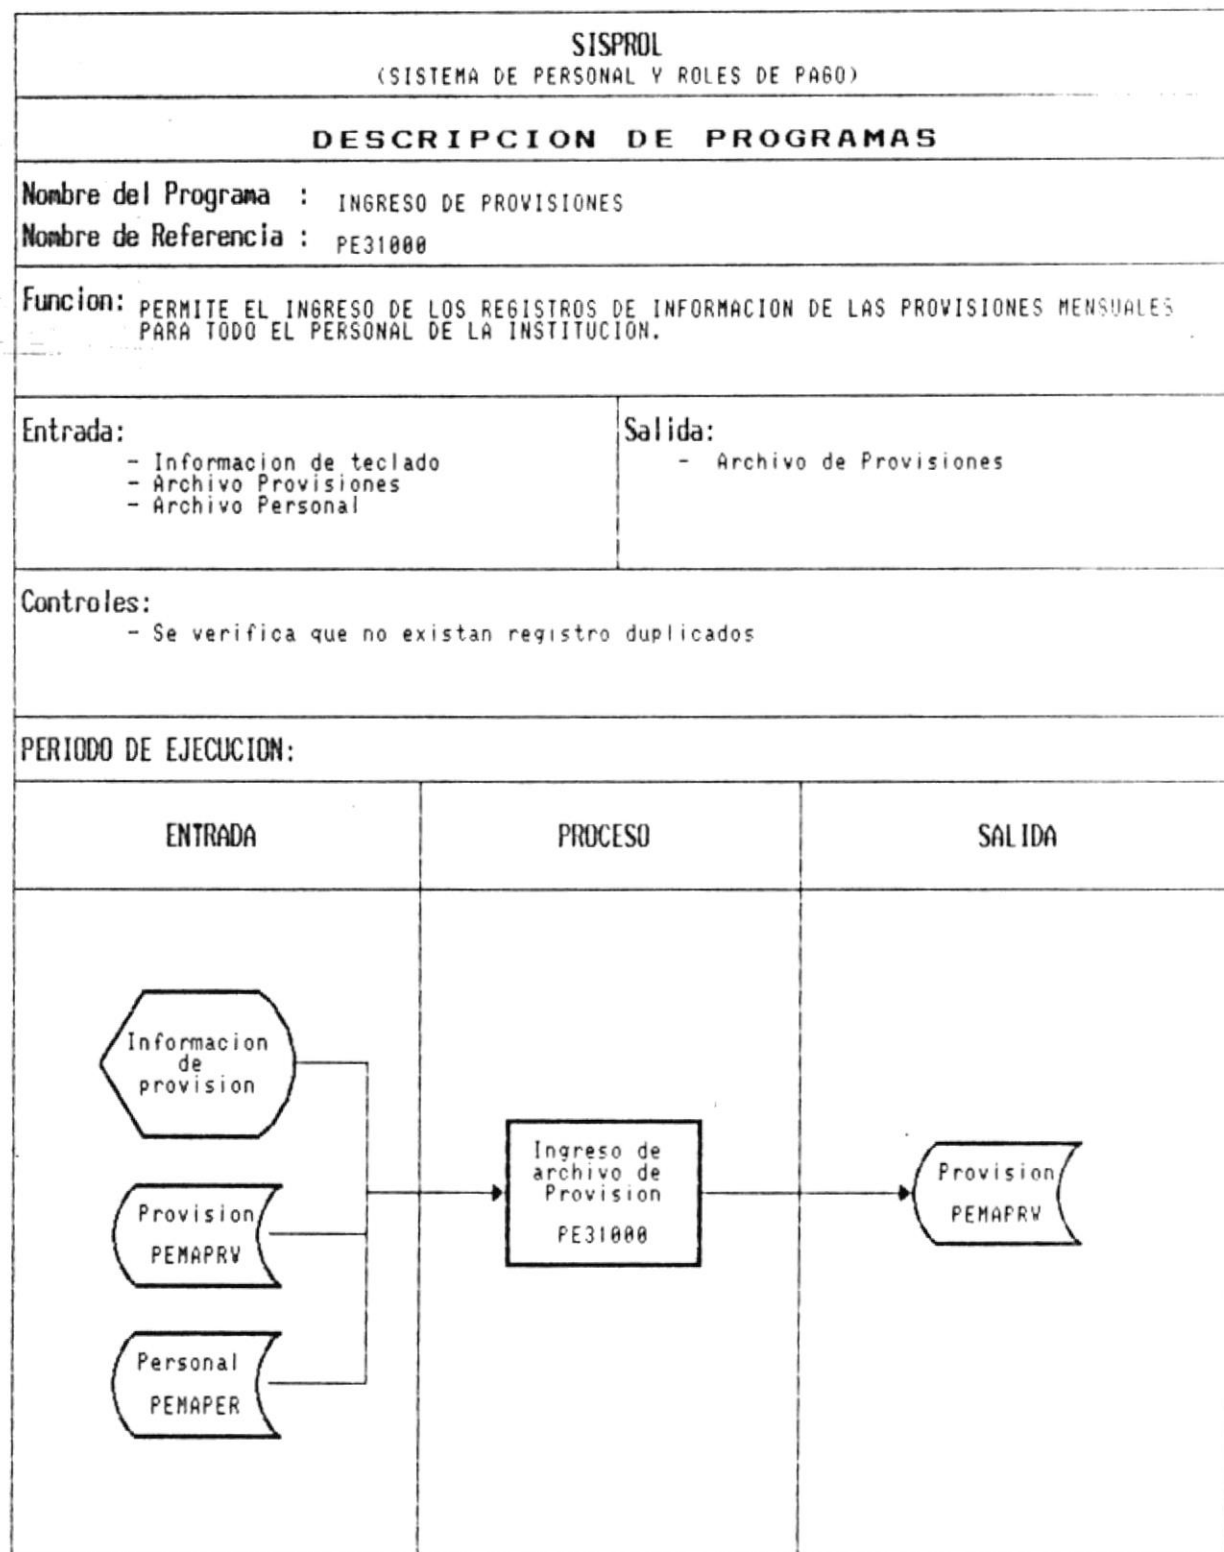 SISPROL
(SISTEMA DE PERSONAL Y ROLES DE PAGO)
DESCRIPCION DE PROGRAMAS
Nombre del Programa : INGRESO DE PROVISIONES
Nombre de Referencia : PE31000
Funcion: PERMITE EL INGRESO DE LOS REGISTROS DE INFORMACION DE LAS PROVISIONES MENSUALES
PARA TODO EL PERSONAL DE LA INSTITUCION.
Entrada:
- Informacion de teclado
- Archivo Provisiones
- Archivo Personal
Salida:
- Archivo de Provisiones
Controles:
- Se verifica que no existan registro duplicados
PERIODO DE EJECUCION:
ENTRADA PROCESO SALIDA
Informacion
de
provision
Provision
PEMAPRV
Personal
PEMAPER
Ingreso de
archivo de
Provision
PE31000
Provision
PEMAPRV